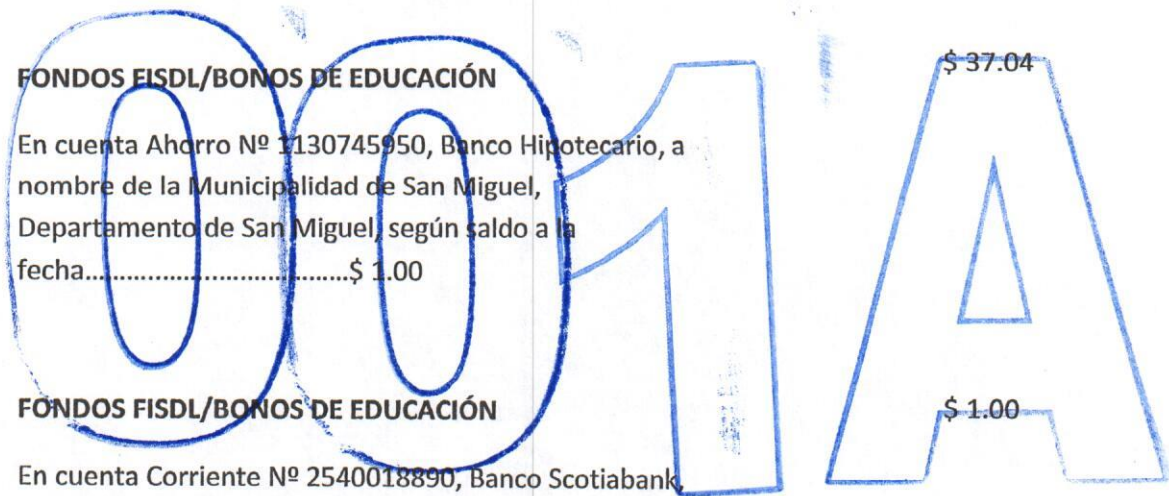 FONDOS FISDL/BONOS DE EDUCACIÓN $ 37.04
En cuenta Ahorro Nº 1130745950, Banco Hipotecario, a
nombre de la Municipalidad de San Miguel,
Departamento de San Miguel, según saldo a la
fecha.......................................$ 1.00
FONDOS FISDL/BONOS DE EDUCACIÓN $ 1.00
En cuenta Corriente Nº 2540018890, Banco Scotiabank,
001A